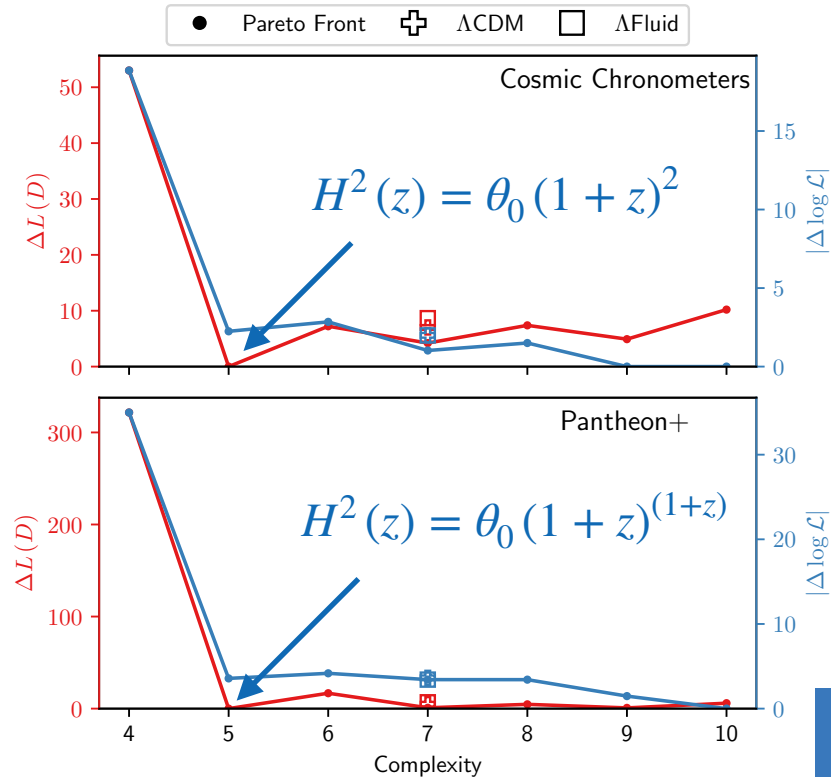 Pareto Front ΛCDM ΛFluid
Cosmic Chronometers
50
40
30
20
10
0
ΔL(D)
H²(z) = θ₀(1 + z)²
15
10
5
0
|Δ log ℒ|
Pantheon+
300
200
100
0
ΔL(D)
H²(z) = θ₀(1 + z)⁽¹⁺ᶻ⁾
30
20
10
0
|Δ log ℒ|
4 5 6 7 8 9 10
Complexity